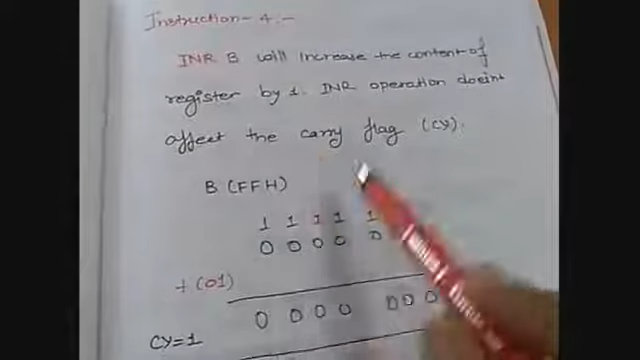 Instruction - 4. -
INR B will increase the content of
register by 1. INR operation doesnt
affect the carry flag (CY).
B (FFH)
1 1 1 1 1
0 0 0 0 0
+ (01)
0 0 0 0 0 0 0
CY=1